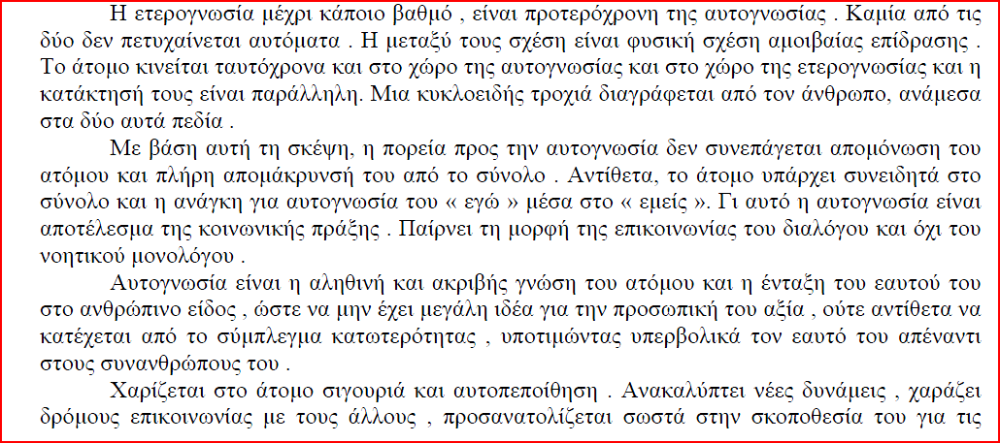 Η ετερογνωσία μέχρι κάποιο βαθμό , είναι προτερόχρονη της αυτογνωσίας . Καμία από τις
δύο δεν πετυχαίνεται αυτόματα . Η μεταξύ τους σχέση είναι φυσική σχέση αμοιβαίας επίδρασης .
Το άτομο κινείται ταυτόχρονα και στο χώρο της αυτογνωσίας και στο χώρο της ετερογνωσίας και η
κατάκτησή τους είναι παράλληλη. Μια κυκλοειδής τροχιά διαγράφεται από τον άνθρωπο, ανάμεσα
στα δύο αυτά πεδία .
Με βάση αυτή τη σκέψη, η πορεία προς την αυτογνωσία δεν συνεπάγεται απομόνωση του
ατόμου και πλήρη απομάκρυνσή του από το σύνολο . Αντίθετα, το άτομο υπάρχει συνειδητά στο
σύνολο και η ανάγκη για αυτογνωσία του « εγώ » μέσα στο « εμείς ». Γι αυτό η αυτογνωσία είναι
αποτέλεσμα της κοινωνικής πράξης . Παίρνει τη μορφή της επικοινωνίας του διαλόγου και όχι του
νοητικού μονολόγου .
Αυτογνωσία είναι η αληθινή και ακριβής γνώση του ατόμου και η ένταξη του εαυτού του
στο ανθρώπινο είδος , ώστε να μην έχει μεγάλη ιδέα για την προσωπική του αξία , ούτε αντίθετα να
κατέχεται από το σύμπλεγμα κατωτερότητας , υποτιμώντας υπερβολικά τον εαυτό του απέναντι
στους συνανθρώπους του .
Χαρίζεται στο άτομο σιγουριά και αυτοπεποίθηση . Ανακαλύπτει νέες δυνάμεις , χαράζει
δρόμους επικοινωνίας με τους άλλους , προσανατολίζεται σωστά στην σκοποθεσία του για τις